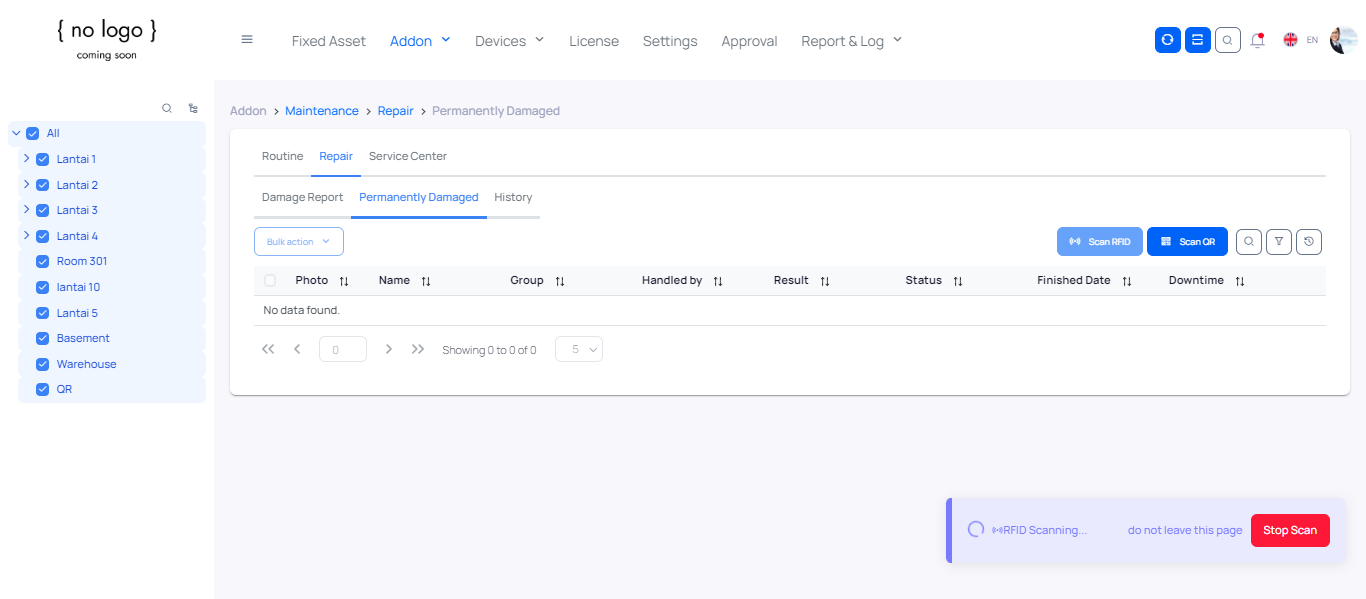 { no logo }
coming soon
Fixed Asset Addon Devices License Settings Approval Report & Log EN
Addon > Maintenance > Repair > Permanently Damaged
All
Lantai 1
Lantai 2
Lantai 3
Lantai 4
Room 301
lantai 10
Lantai 5
Basement
Warehouse
QR
Routine Repair Service Center
Damage Report Permanently Damaged History
Bulk action Scan RFID Scan QR
Photo Name Group Handled by Result Status Finished Date Downtime
No data found.
0 Showing 0 to 0 of 0 5
RFID Scanning... do not leave this page Stop Scan